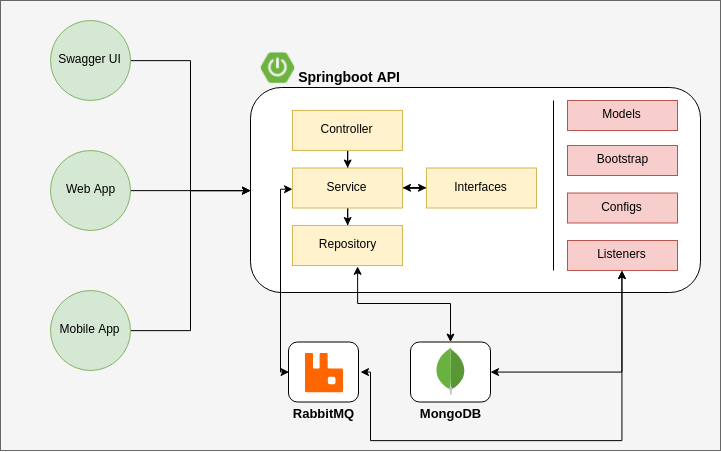 Swagger UI
Web App
Mobile App
Springboot API
Controller
Service
Interfaces
Repository
Models
Bootstrap
Configs
Listeners
RabbitMQ
MongoDB